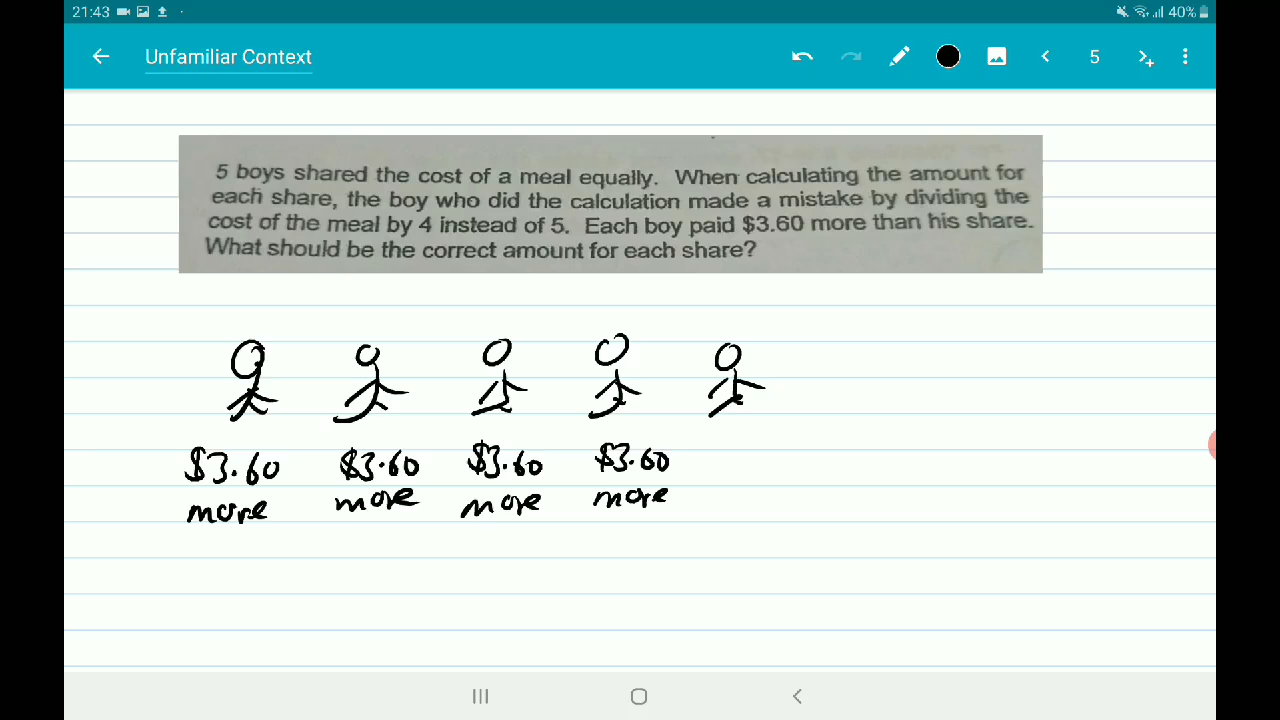 21:43
40%
Unfamiliar Context
5
5 boys shared the cost of a meal equally. When calculating the amount for
each share, the boy who did the calculation made a mistake by dividing the
cost of the meal by 4 instead of 5. Each boy paid $3.60 more than his share.
What should be the correct amount for each share?
$3.60 $3.60 $3.60 $3.60
more more more more